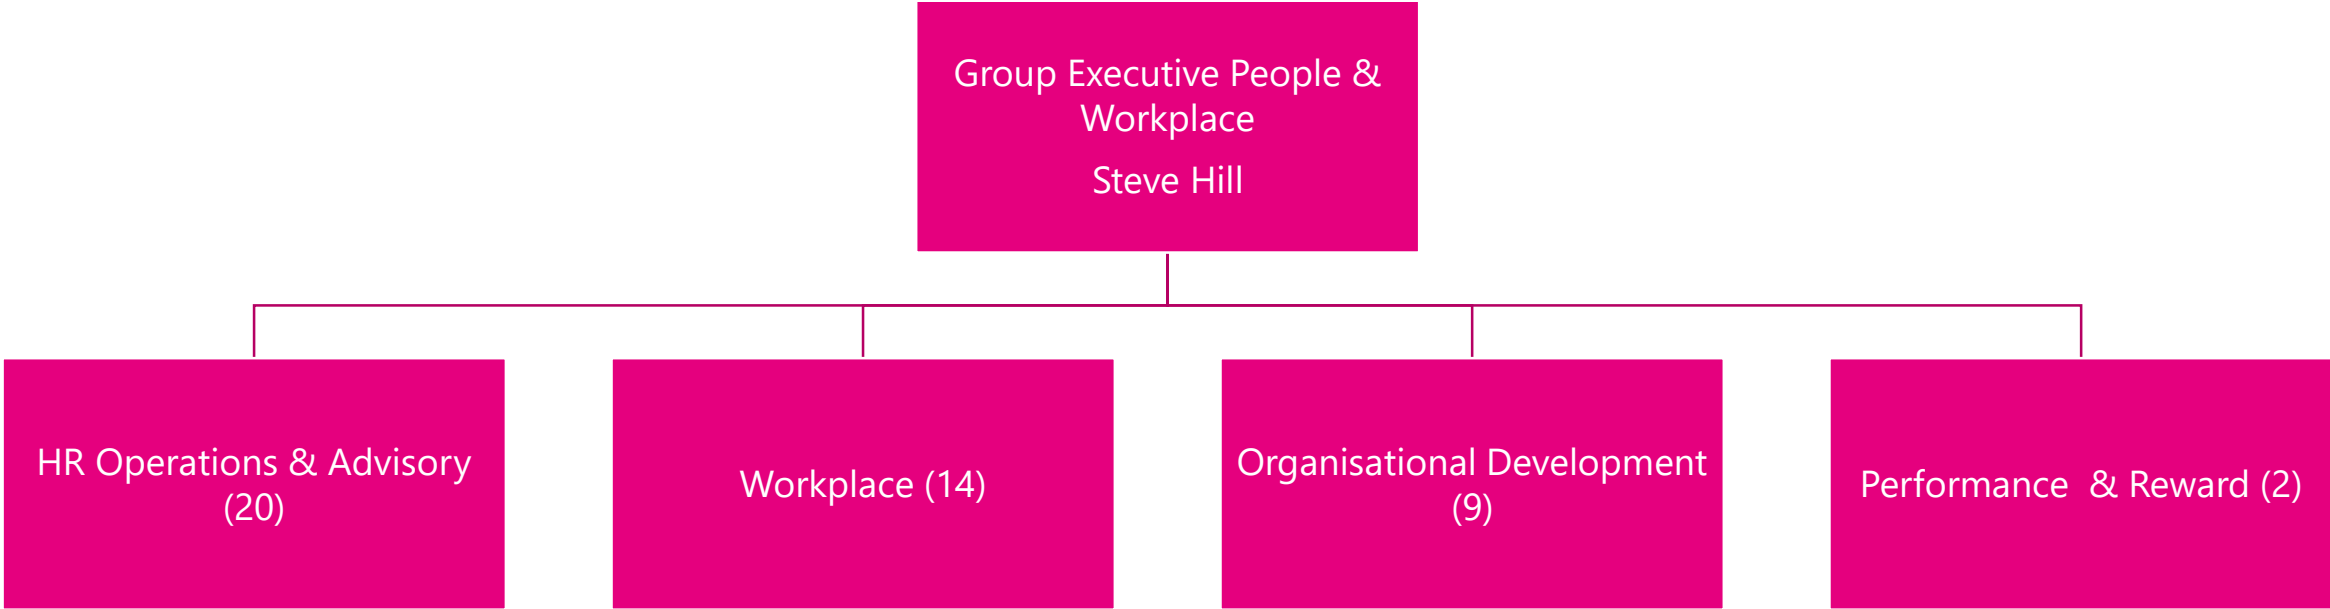 Group Executive People &
Workplace
Steve Hill
HR Operations & Advisory
(20)
Workplace (14)
Organisational Development
(9)
Performance  & Reward (2)